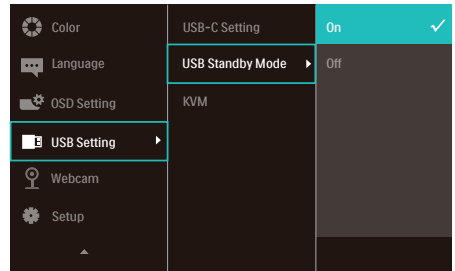 Color
Language
OSD Setting
USB Setting
Webcam
Setup
USB-C Setting
USB Standby Mode
KVM
On
Off